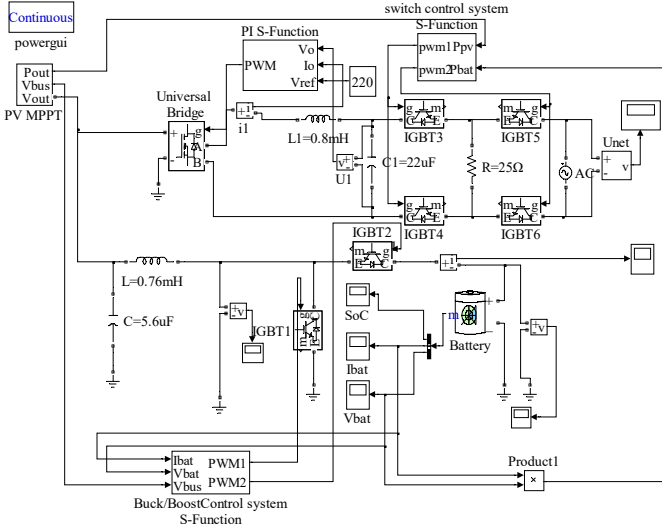 Continuous
powergui
switch control system
S-Function
pwm1 Ppv
pwm2 Pbat
PI S-Function
Vo
Io
PWM
Vref
220
Pout
Vbus
Vout
PV MPPT
Universal
Bridge
+
-
g
A
B
i
+
-
i1
L1=0.8mH
v
+
-
U1
C1=22uF
g m
E C
IGBT3
m g
E C
IGBT5
R=25Ω
AC
Unet
+
-
v
g m
C E
IGBT4
m g
E C
IGBT6
IGBT2
m g
E C
+
i
-
L=0.76mH
C=5.6uF
+
-
v
IGBT1
g C
m E
SoC
Ibat
Vbat
m
+
-
Battery
+
-
v
Ibat
Vbat
Vbus
PWM1
PWM2
Buck/BoostControl system
S-Function
Product1
×